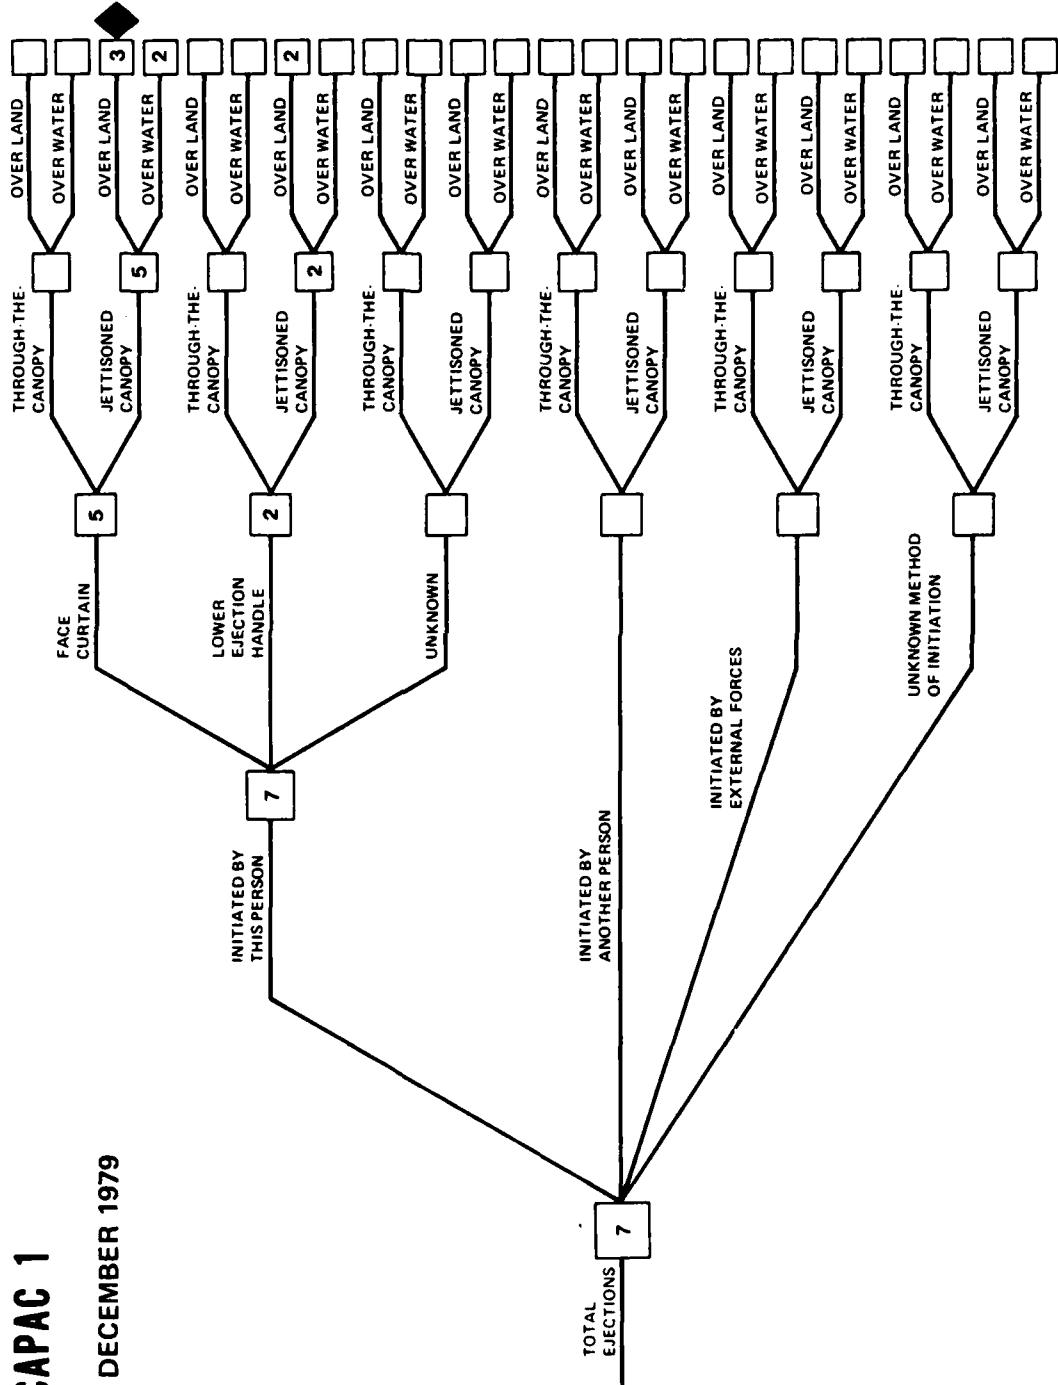 CAPAC 1
DECEMBER 1979
TOTAL
EJECTIONS
7
INITIATED BY
THIS PERSON
7
INITIATED BY
ANOTHER PERSON
INITIATED BY
EXTERNAL FORCES
UNKNOWN METHOD
OF INITIATION
FACE
CURTAIN
5
LOWER
EJECTION
HANDLE
2
UNKNOWN
THROUGH-THE-
CANOPY
JETTISONED
CANOPY
5
THROUGH-THE-
CANOPY
JETTISONED
CANOPY
2
THROUGH-THE-
CANOPY
JETTISONED
CANOPY
THROUGH-THE-
CANOPY
JETTISONED
CANOPY
THROUGH-THE-
CANOPY
JETTISONED
CANOPY
THROUGH-THE-
CANOPY
JETTISONED
CANOPY
OVER LAND
OVER WATER
OVER LAND
3
OVER WATER
2
OVER LAND
OVER WATER
OVER LAND
2
OVER WATER
OVER LAND
OVER WATER
OVER LAND
OVER WATER
OVER LAND
OVER WATER
OVER LAND
OVER WATER
OVER LAND
OVER WATER
OVER LAND
OVER WATER
OVER LAND
OVER WATER
OVER LAND
OVER WATER